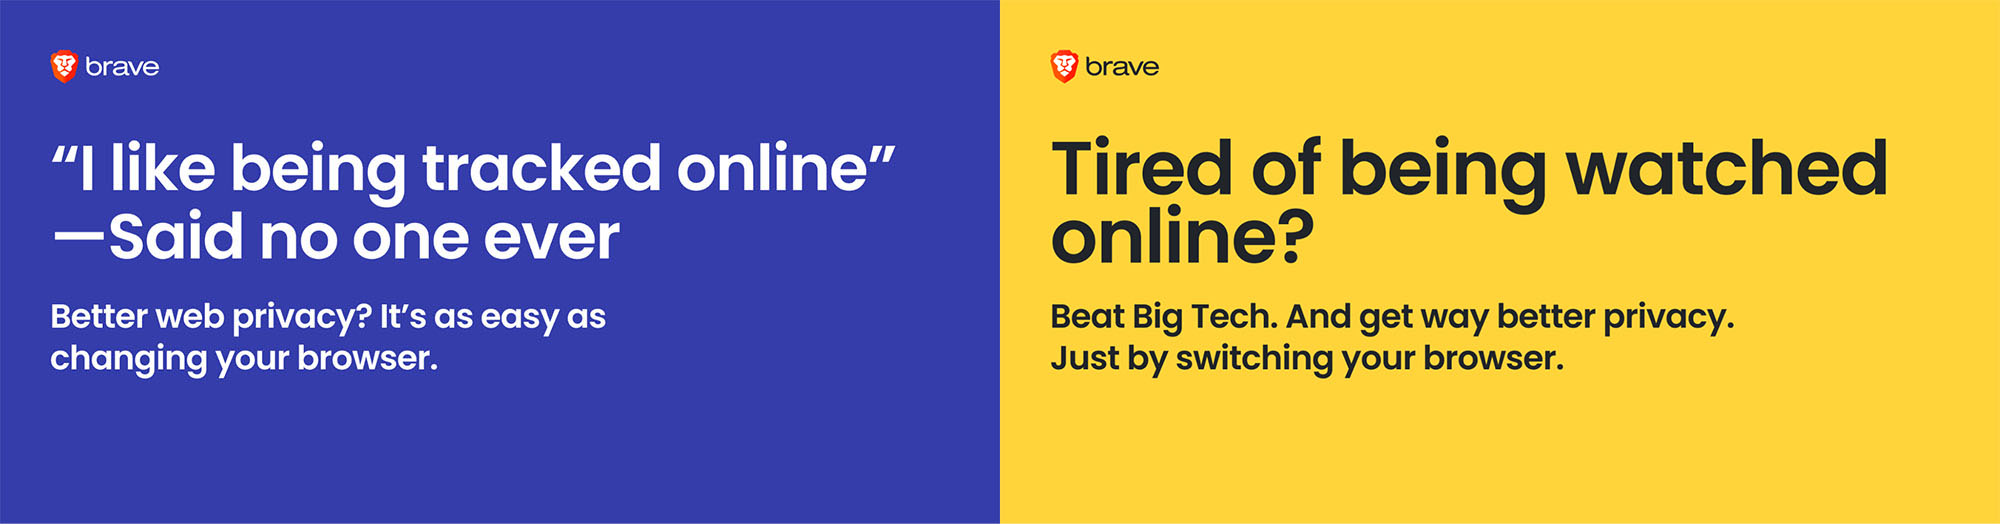 brave
“I like being tracked online”
—Said no one ever
Better web privacy? It’s as easy as
changing your browser.
brave
Tired of being watched
online?
Beat Big Tech. And get way better privacy.
Just by switching your browser.